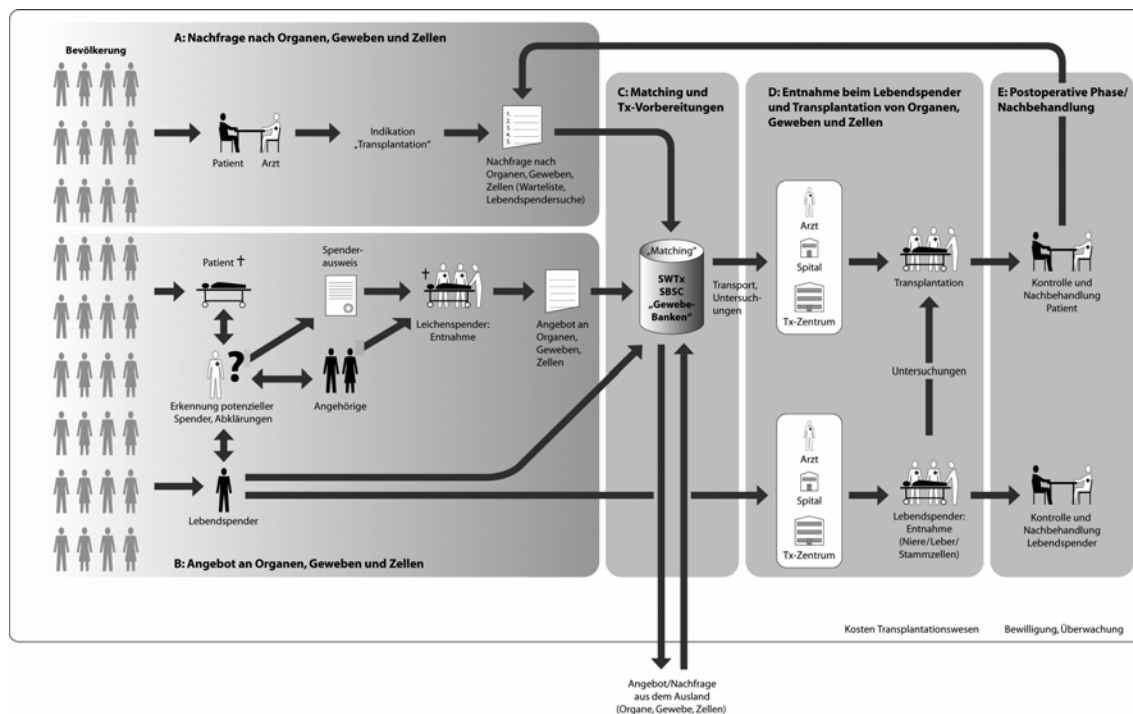 A: Nachfrage nach Organen, Geweben und Zellen
Bevölkerung
Patient
Arzt
Indikation
„Transplantation“
1.
2.
3.
4.
5.
Nachfrage nach
Organen, Geweben,
Zellen (Warteliste,
Lebendspendersuche)
Patient †
Spender-
ausweis
†
Leichenspender:
Entnahme
Angebot an
Organen,
Geweben,
Zellen
?
Erkennung potenzieller
Spender, Abklärungen
Angehörige
Lebendspender
B: Angebot an Organen, Geweben und Zellen
C: Matching und
Tx-Vorbereitungen
„Matching“
SWTx
SBSC
„Gewebe-
Banken“
Transport,
Untersuch-
ungen
D: Entnahme beim Lebendspender
und Transplantation von Organen,
Geweben und Zellen
Arzt
Spital
Tx-Zentrum
Transplantation
Untersuchungen
Arzt
Spital
Tx-Zentrum
Lebendspender:
Entnahme
(Niere/Leber/
Stammzellen)
E: Postoperative Phase/
Nachbehandlung
Kontrolle und
Nachbehandlung
Patient
Kontrolle und
Nachbehandlung
Lebendspender
Kosten Transplantationswesen
Bewilligung, Überwachung
Angebot/Nachfrage
aus dem Ausland
(Organe, Gewebe, Zellen)